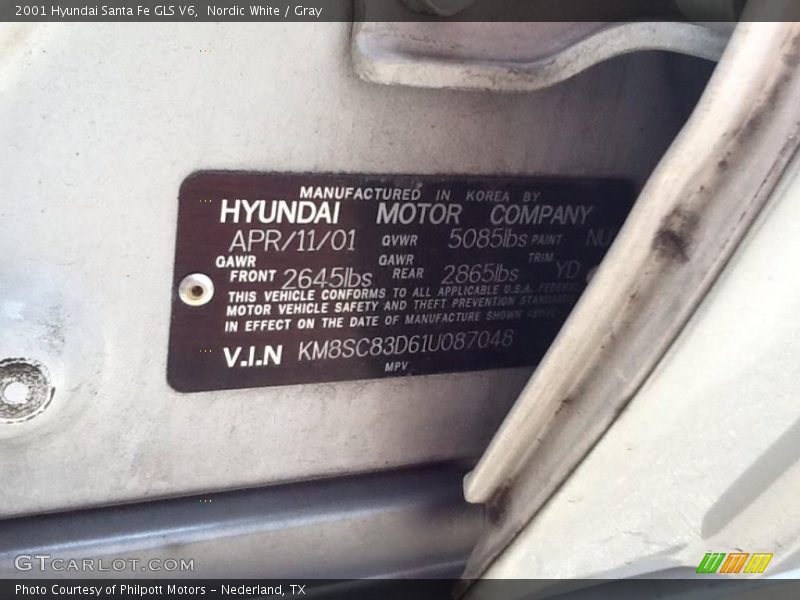 2001 Hyundai Santa Fe GLS V6, Nordic White / Gray
MANUFACTURED IN KOREA BY
HYUNDAI MOTOR COMPANY
APR/11/01 GVWR 5085lbs PAINT NU
GAWR FRONT 2645lbs GAWR REAR 2865lbs TRIM YD
THIS VEHICLE CONFORMS TO ALL APPLICABLE U.S.A. FEDERAL
MOTOR VEHICLE SAFETY AND THEFT PREVENTION STANDARDS
IN EFFECT ON THE DATE OF MANUFACTURE SHOWN ABOVE
V.I.N KM8SC83D61U087048
MPV
GTCARLOT.COM
Photo Courtesy of Philpott Motors - Nederland, TX